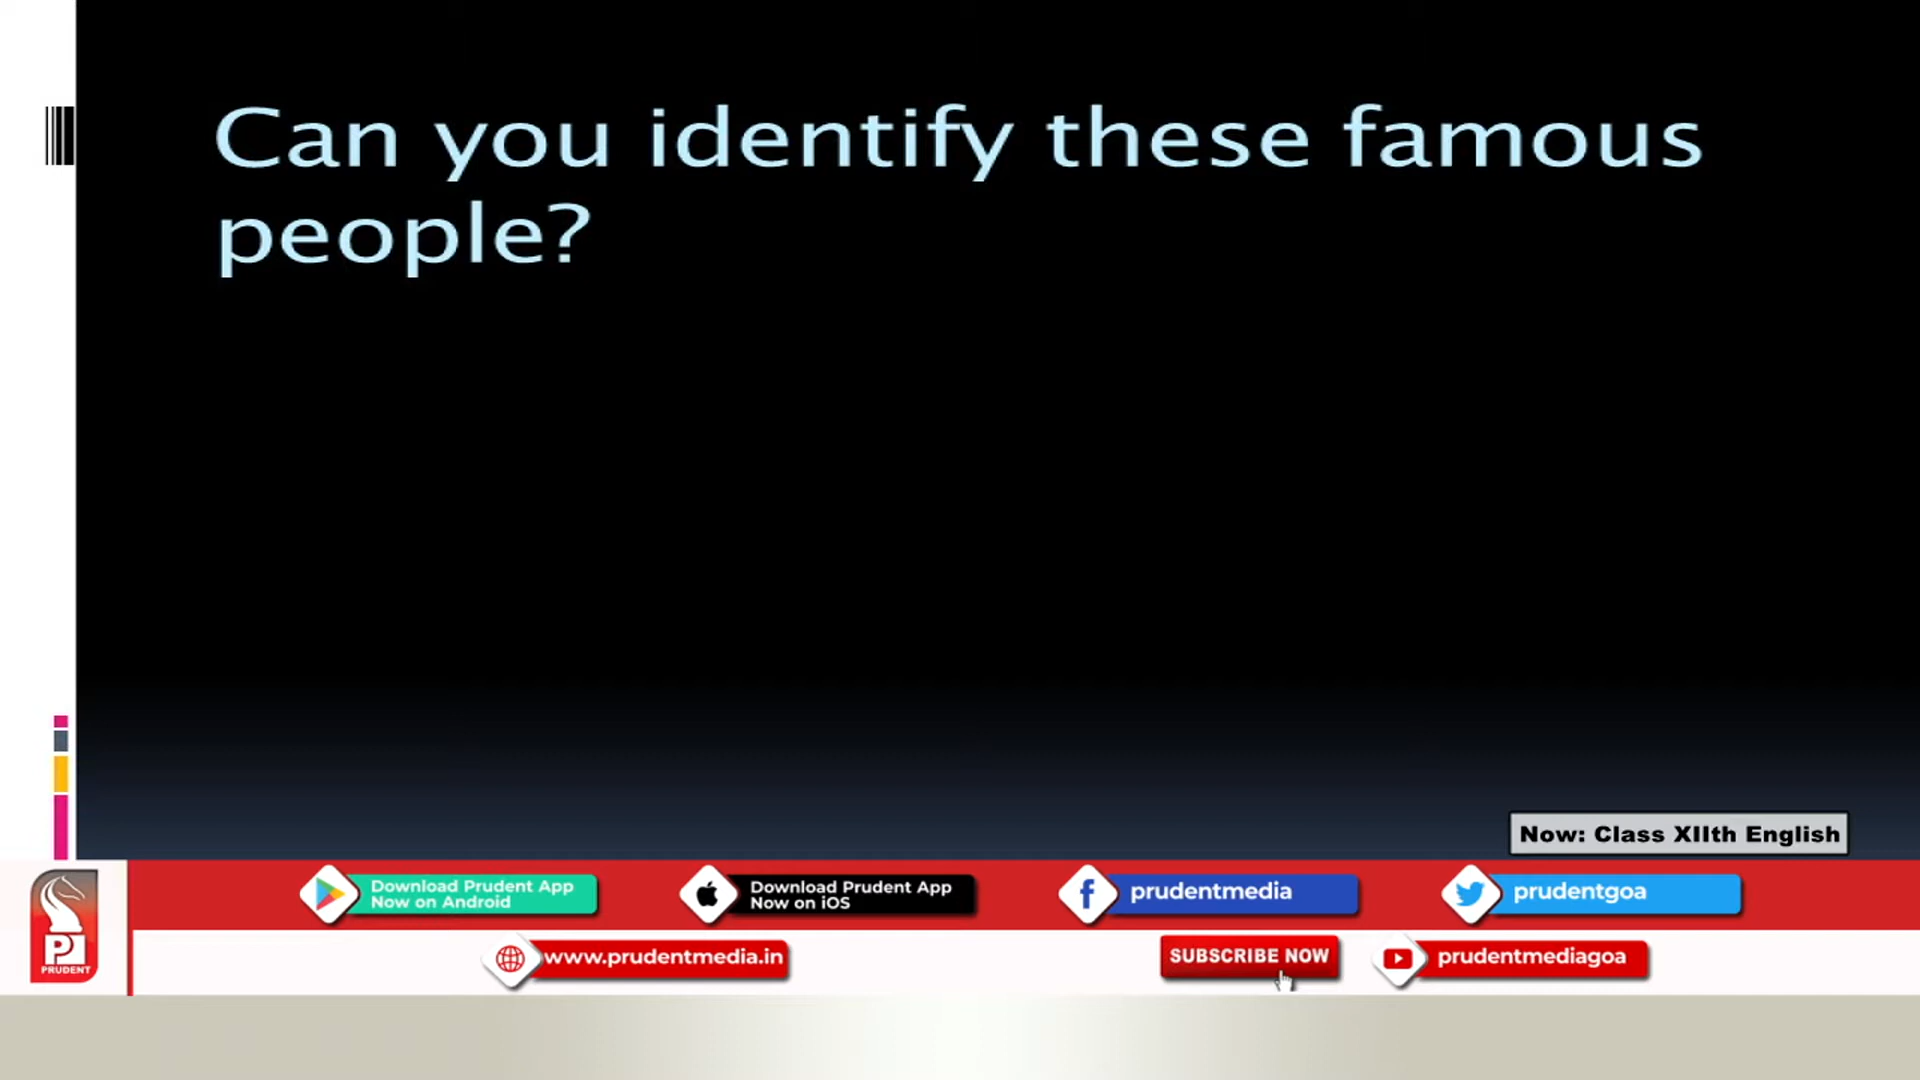 Can you identify these famous
people?
Now: Class XIIth English
Download Prudent App
Now on Android
Download Prudent App
Now on iOS
prudentmedia
prudentgoa
PRUDENT
www.prudentmedia.in
SUBSCRIBE NOW
prudentmediagoa